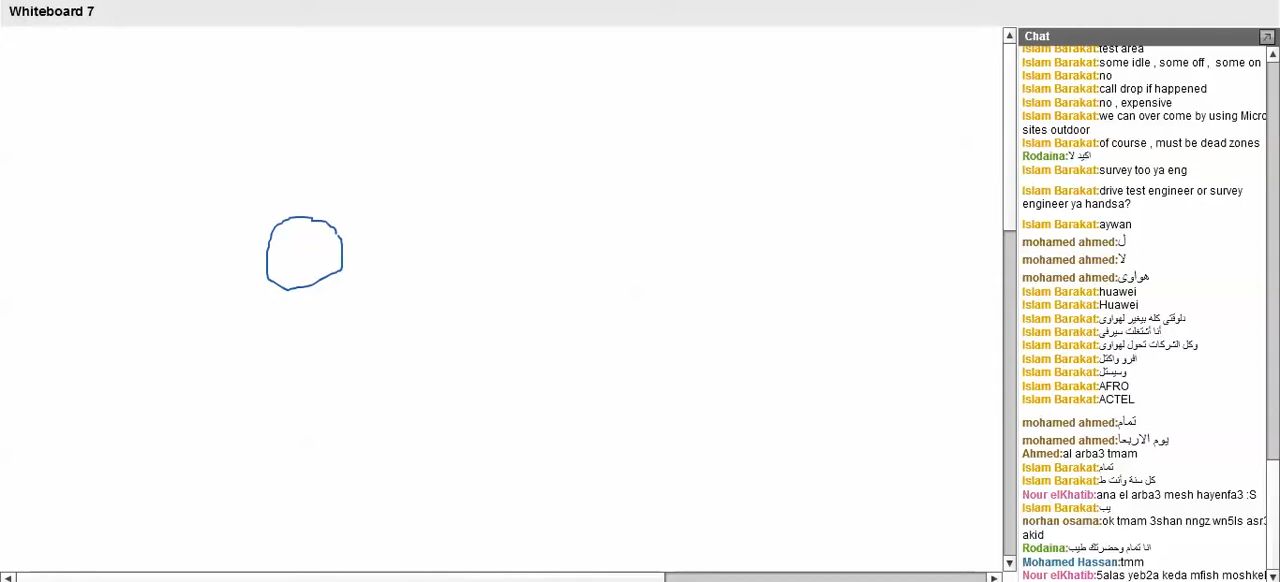 Whiteboard 7
Chat
Islam Barakat:test area
Islam Barakat:some idle , some off , some on
Islam Barakat:no
Islam Barakat:call drop if happened
Islam Barakat:no , expensive
Islam Barakat:we can over come by using Micro
sites outdoor
Islam Barakat:of course , must be dead zones
Rodaina:اكيد لا
Islam Barakat:survey too ya eng
Islam Barakat:drive test engineer or survey
engineer ya handsa?
Islam Barakat:aywan
mohamed ahmed:ل
mohamed ahmed:لا
mohamed ahmed:هواوى
Islam Barakat:huawei
Islam Barakat:Huawei
Islam Barakat:دلوقتى كله بيغير لهواوى
Islam Barakat:أنا أشتغلت سيرفى
Islam Barakat:وكل الشركات تحول لهواوى
Islam Barakat:افرو واكتل
Islam Barakat:وسيستل
Islam Barakat:AFRO
Islam Barakat:ACTEL
mohamed ahmed:تمام
mohamed ahmed:يوم الاربعا
Ahmed:al arba3 tmam
Islam Barakat:تمام
Islam Barakat:كل سنة وأنت ط
Nour elKhatib:ana el arba3 mesh hayenfa3 :S
Islam Barakat:يب
norhan osama:ok tmam 3shan nngz wn5ls asr3
akid
Rodaina:انا تمام وحضرتك طيب
Mohamed Hassan:tmm
Nour elKhatib:5alas yeb2a keda mfish moshkel